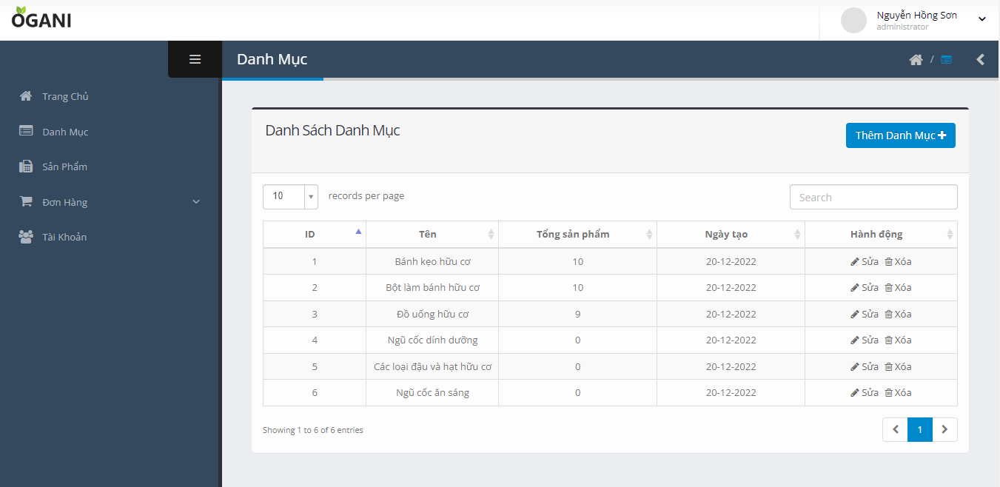 OGANI
Nguyễn Hồng Sơn
administrator
Danh Mục
/
Trang Chủ
Danh Mục
Sản Phẩm
Đơn Hàng
Tài Khoản
Danh Sách Danh Mục
Thêm Danh Mục
10 records per page
Search
ID Tên Tổng sản phẩm Ngày tạo Hành động
1 Bánh kẹo hữu cơ 10 20-12-2022 Sửa Xóa
2 Bột làm bánh hữu cơ 10 20-12-2022 Sửa Xóa
3 Đồ uống hữu cơ 9 20-12-2022 Sửa Xóa
4 Ngũ cốc dính dưỡng 0 20-12-2022 Sửa Xóa
5 Các loại đậu và hạt hữu cơ 0 20-12-2022 Sửa Xóa
6 Ngũ cốc ăn sáng 0 20-12-2022 Sửa Xóa
Showing 1 to 6 of 6 entries
1